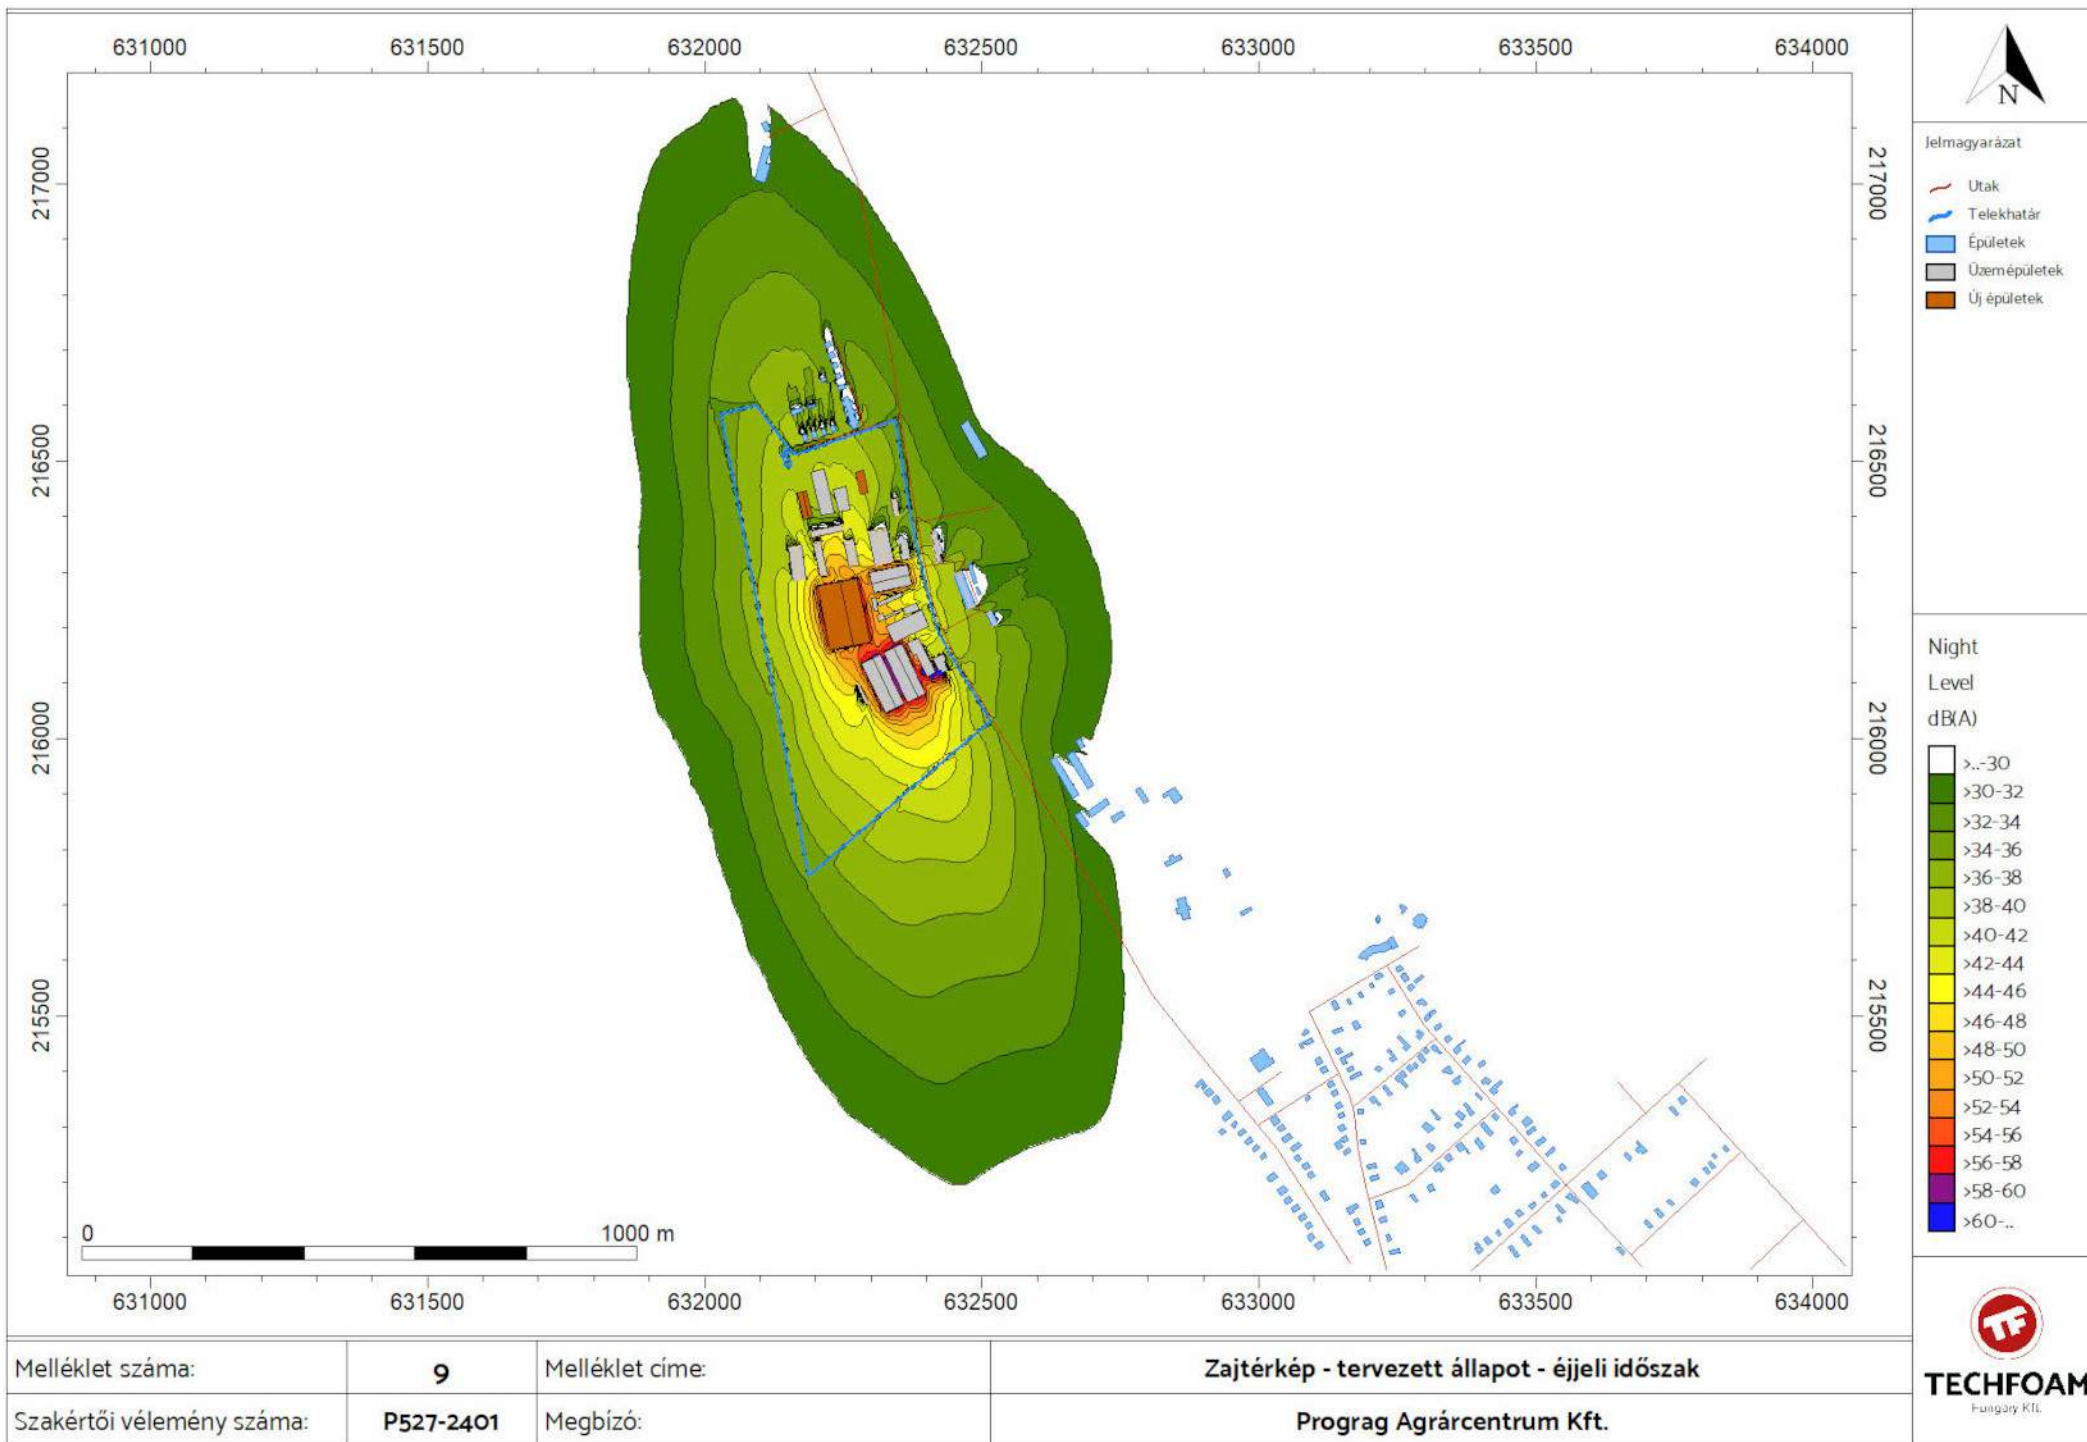 631000 631500 632000 632500 633000 633500 634000
217000
216500
216000
215500
217000
216500
216000
215500
0 1000 m
631000 631500 632000 632500 633000 633500 634000
N
Jelmagyarázat
Utak
Telekhatár
Épületek
Üzemépületek
Új épületek
Night
Level
dB(A)
>..-30
>30-32
>32-34
>34-36
>36-38
>38-40
>40-42
>42-44
>44-46
>46-48
>48-50
>50-52
>52-54
>54-56
>56-58
>58-60
>60-..
TF
TECHFOAM
Hungary Kft.
Melléklet száma: 9 Melléklet címe: Zajtérkép - tervezett állapot - éjjeli időszak
Szakértői vélemény száma: P527-2401 Megbízó: Prograg Agrárcentrum Kft.